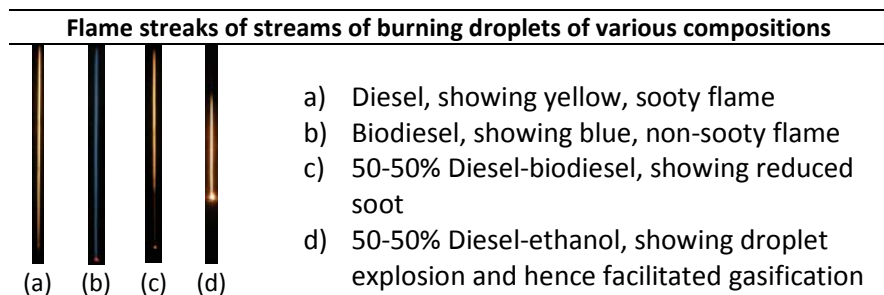 Flame streaks of streams of burning droplets of various compositions
a) Diesel, showing yellow, sooty flame
b) Biodiesel, showing blue, non-sooty flame
c) 50-50% Diesel-biodiesel, showing reduced
soot
d) 50-50% Diesel-ethanol, showing droplet
explosion and hence facilitated gasification
(a) (b) (c) (d)